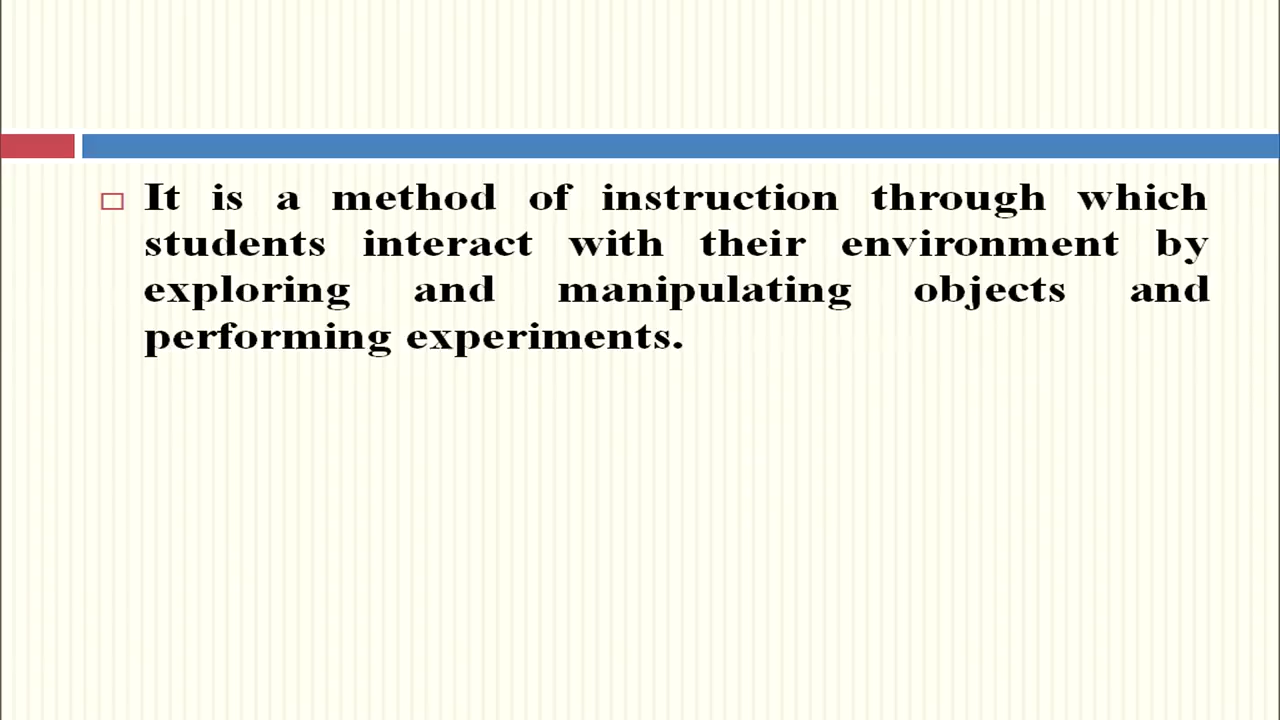 It is a method of instruction through which
students interact with their environment by
exploring and manipulating objects and
performing experiments.